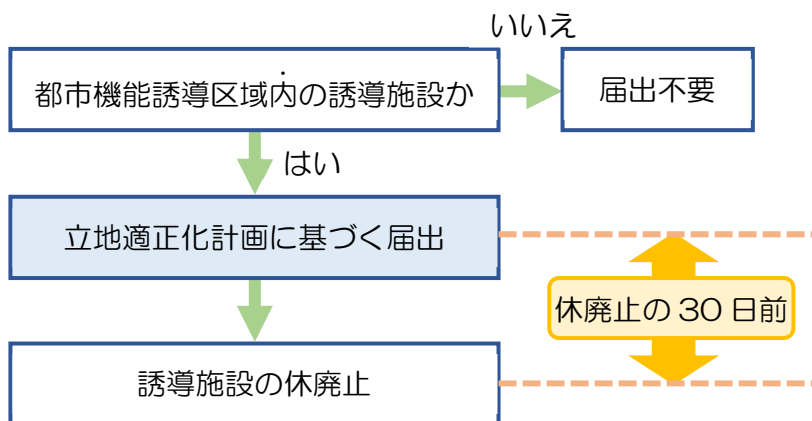 いいえ
都市機能誘導区域内の誘導施設か
届出不要
はい
立地適正化計画に基づく届出
休廃止の30日前
誘導施設の休廃止